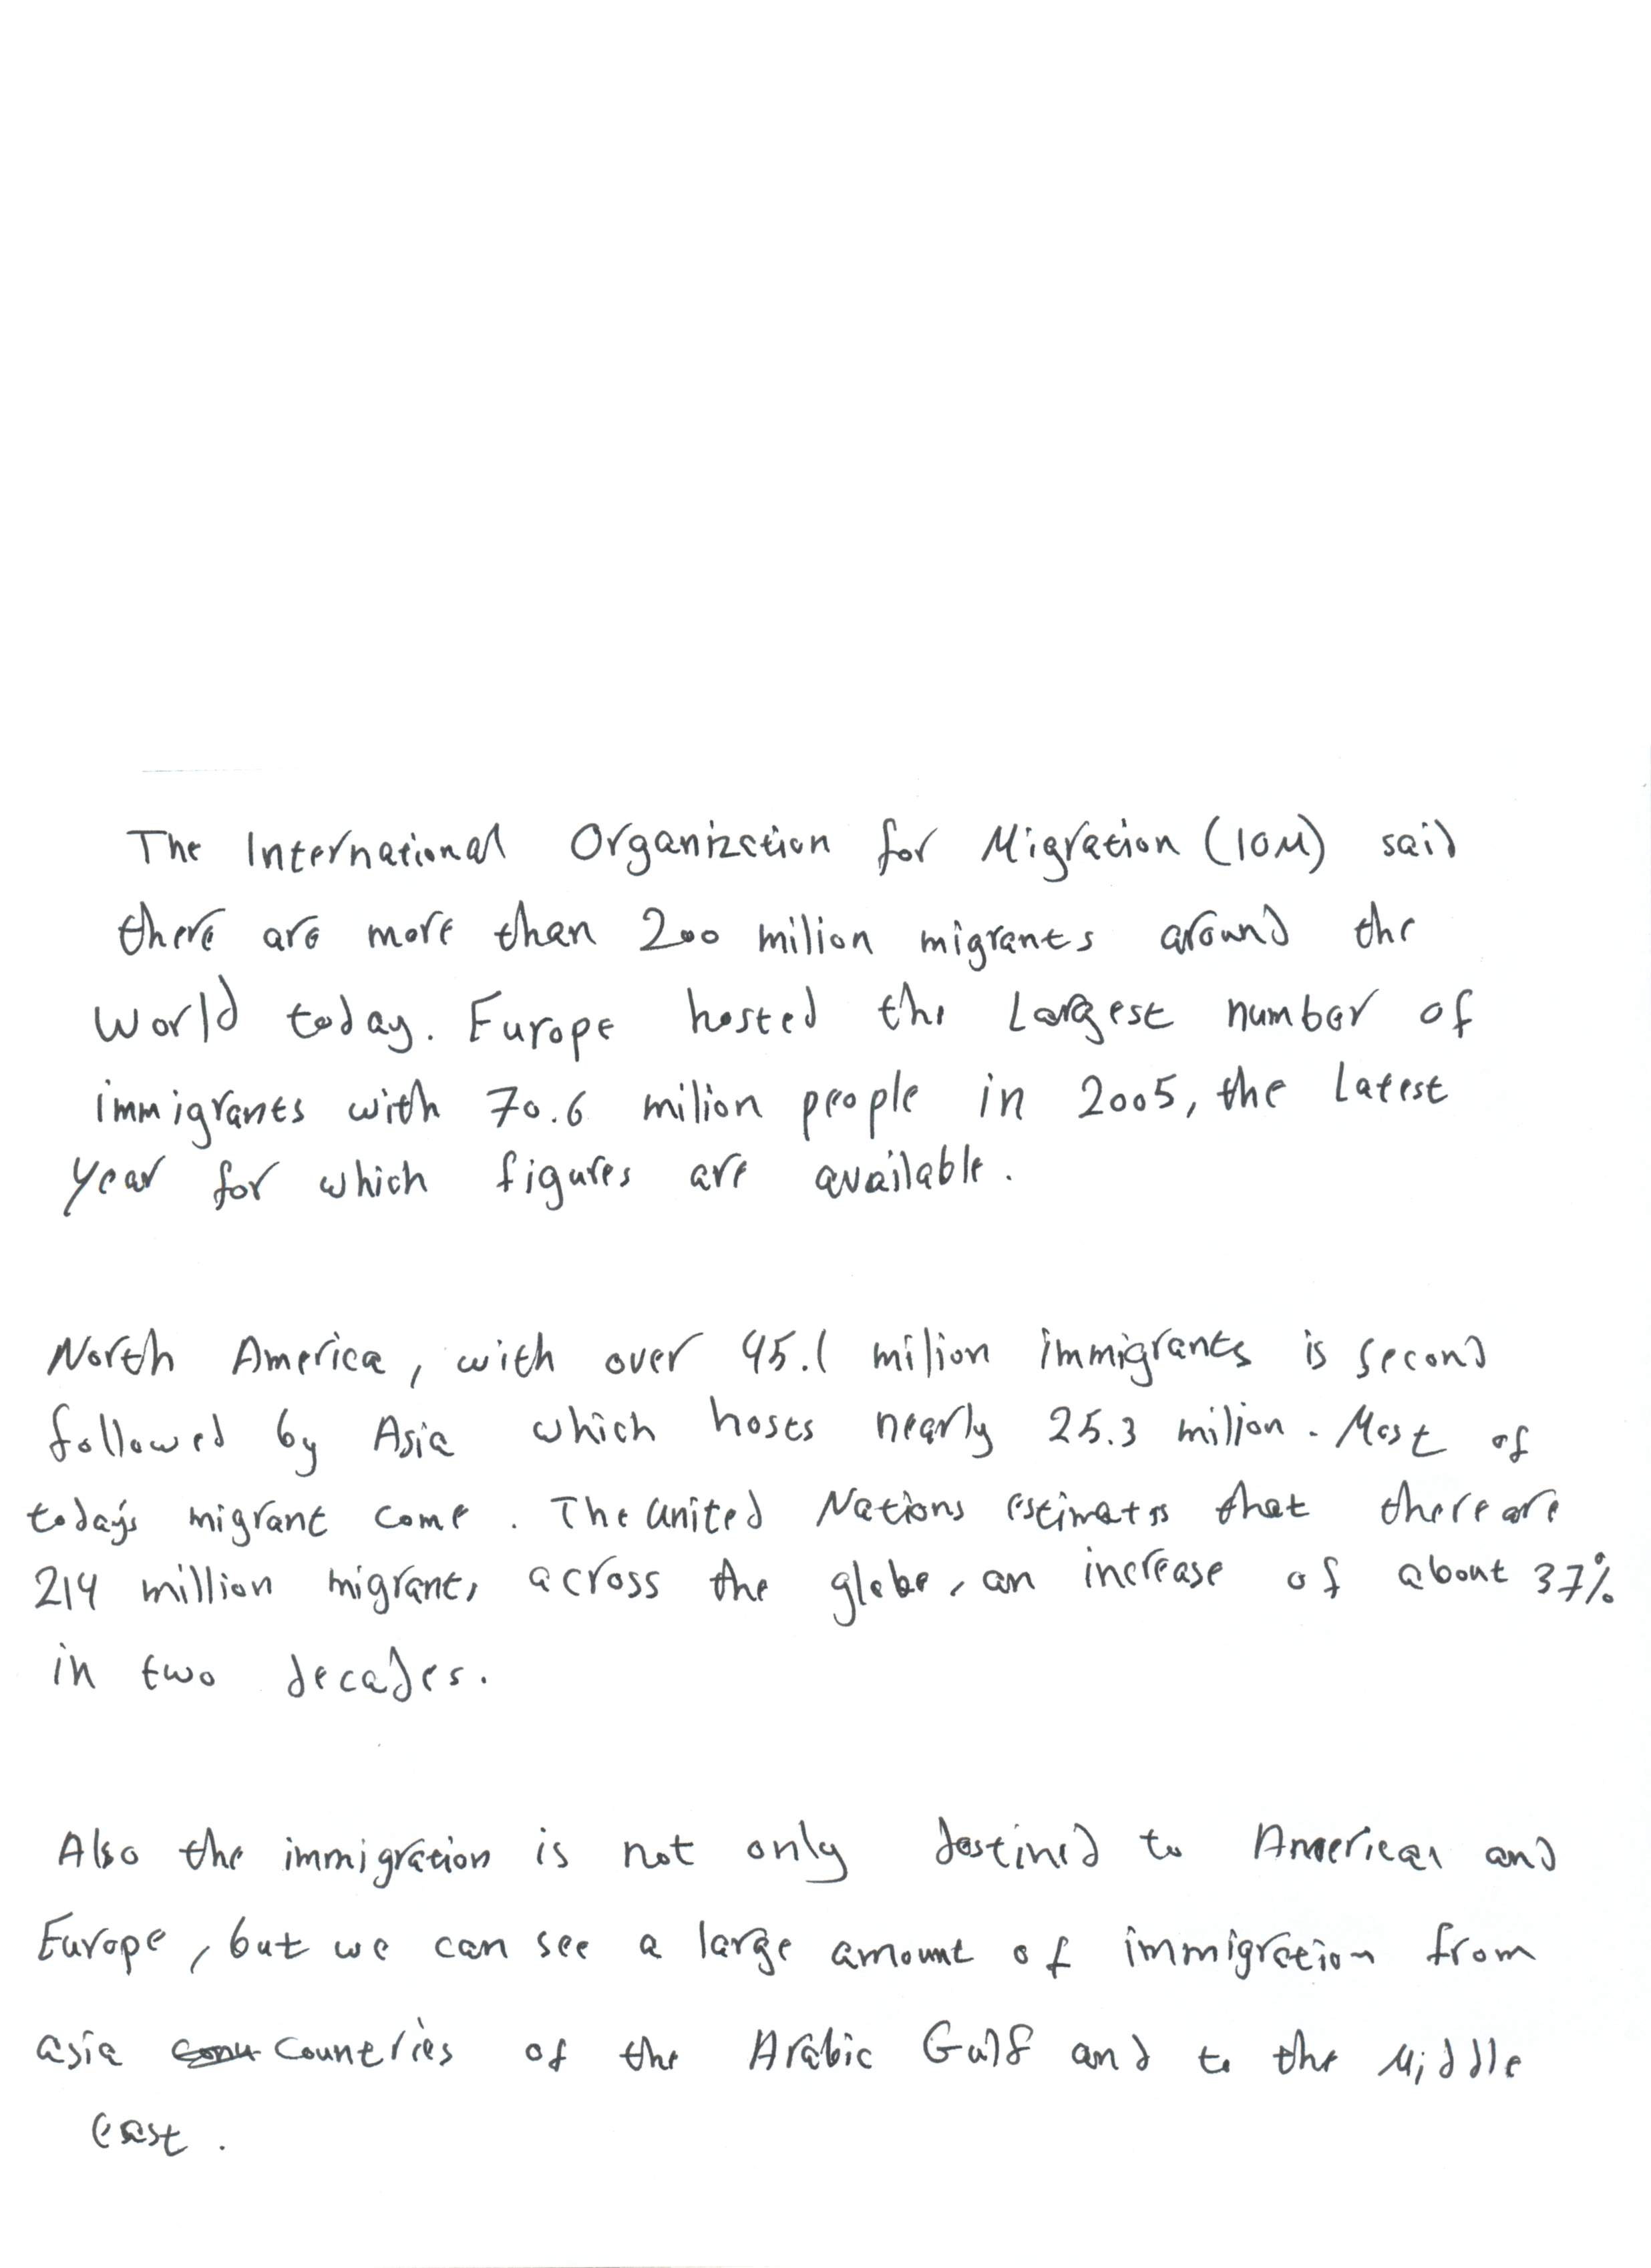 The International Organization for Migration (IOM) said
there are more than 200 milion migrants around the
World today. Europe hosted the Largest number of
immigrants with 70.6 milion people in 2005, the Latest
year for which figures are available.
North America, with over 45.1 milion immigrants is second
followed by Asia which hosts nearly 25.3 milion. Most of
today's migrant come. The united Nations estimates that there are
214 million migrants across the globe, an increase of about 37%
in two decades.
Also the immigration is not only destined to American and
Europe, but we can see a large amount of immigration from
asia countries of the Arabic Gulf and to the Middle
east.